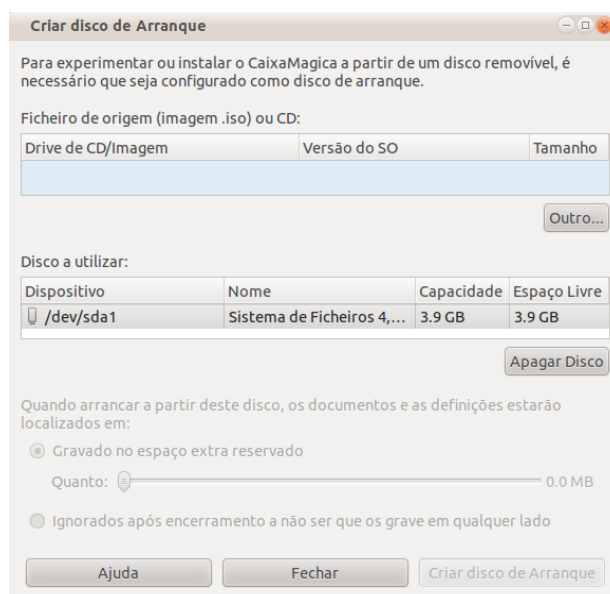 Criar disco de Arranque
Para experimentar ou instalar o CaixaMagica a partir de um disco removível, é
necessário que seja configurado como disco de arranque.
Ficheiro de origem (imagem .iso) ou CD:
Drive de CD/Imagem Versão do SO Tamanho
Outro...
Disco a utilizar:
Dispositivo Nome Capacidade Espaço Livre
/dev/sda1 Sistema de Ficheiros 4,... 3.9 GB 3.9 GB
Apagar Disco
Quando arrancar a partir deste disco, os documentos e as definições estarão
localizados em:
Gravado no espaço extra reservado
Quanto: 0.0 MB
Ignorados após encerramento a não ser que os grave em qualquer lado
Ajuda Fechar Criar disco de Arranque